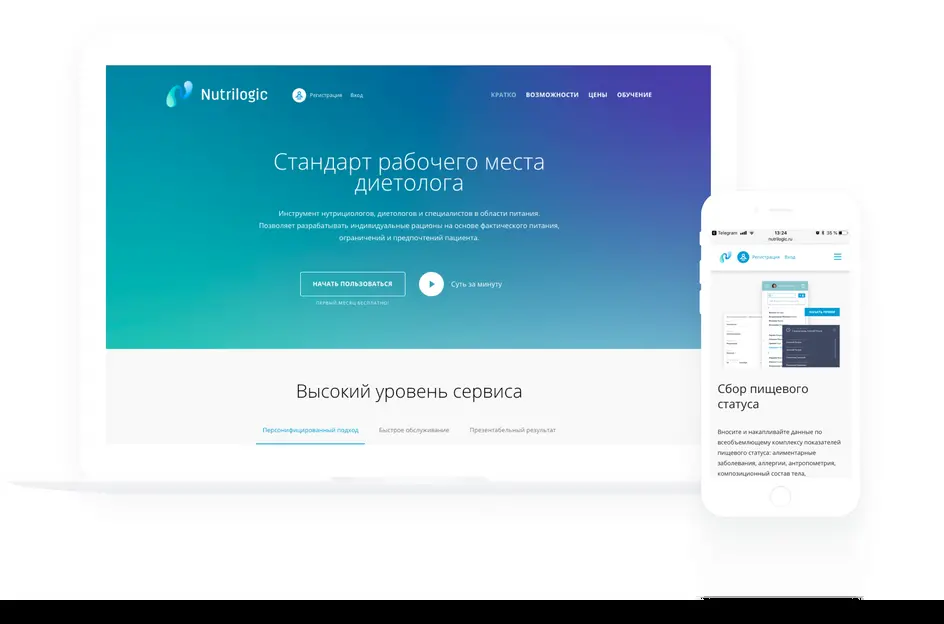 Nutrilogic
Регистрация Вход
КРАТКО ВОЗМОЖНОСТИ ЦЕНЫ ОБУЧЕНИЕ
Стандарт рабочего места
диетолога
Инструмент нутрициологов, диетологов и специалистов в области питания.
Позволяет разрабатывать индивидуальные рационы на основе фактического питания,
ограничений и предпочтений пациента.
НАЧАТЬ ПОЛЬЗОВАТЬСЯ
Суть за минуту
ПЕРВЫЙ МЕСЯЦ БЕСПЛАТНО!
Высокий уровень сервиса
Персонифицированный подход Быстрое обслуживание Презентабельный результат
Telegram 13:24 35 %
nutrilogic.ru
Регистрация Вход
НАЧАТЬ ПРИЕМ
Сбор пищевого
статуса
Вносите и накапливайте данные по
всеобъемлющему комплексу показателей
пищевого статуса: алиментарные
заболевания, аллергии, антропометрия,
композиционный состав тела,